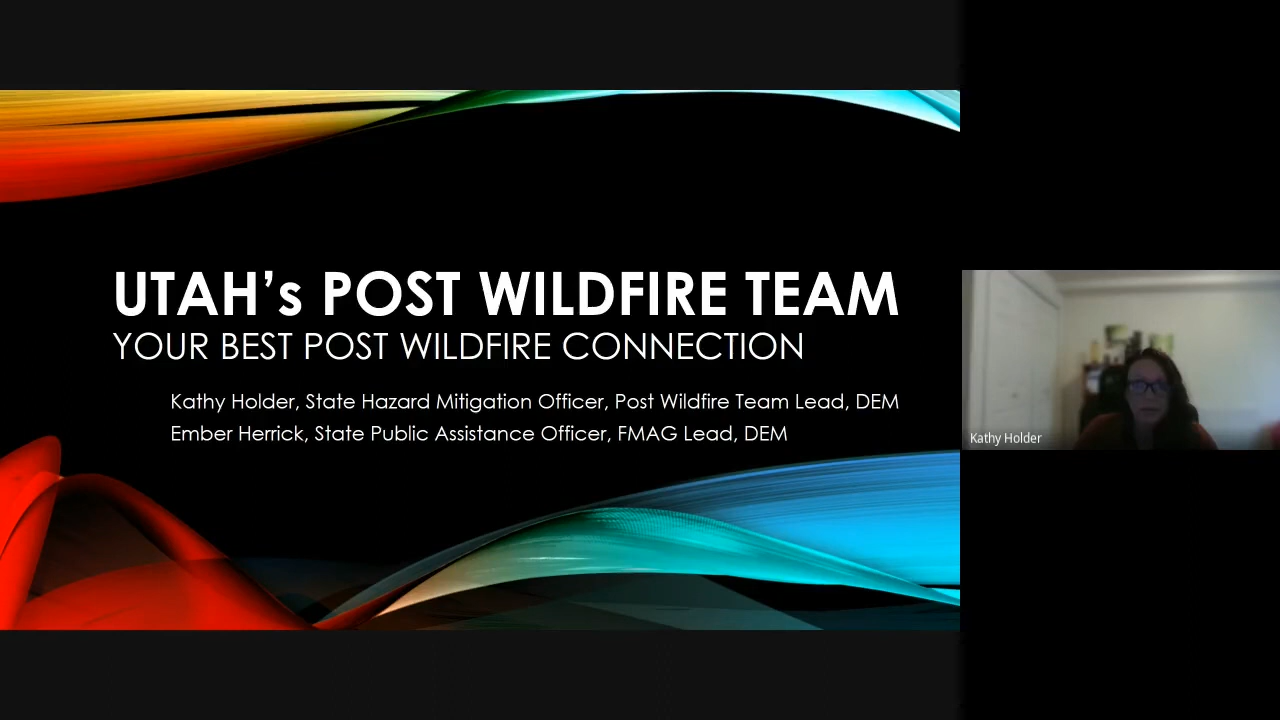 UTAH’s POST WILDFIRE TEAM
YOUR BEST POST WILDFIRE CONNECTION
Kathy Holder, State Hazard Mitigation Officer, Post Wildfire Team Lead, DEM
Ember Herrick, State Public Assistance Officer, FMAG Lead, DEM
Kathy Holder